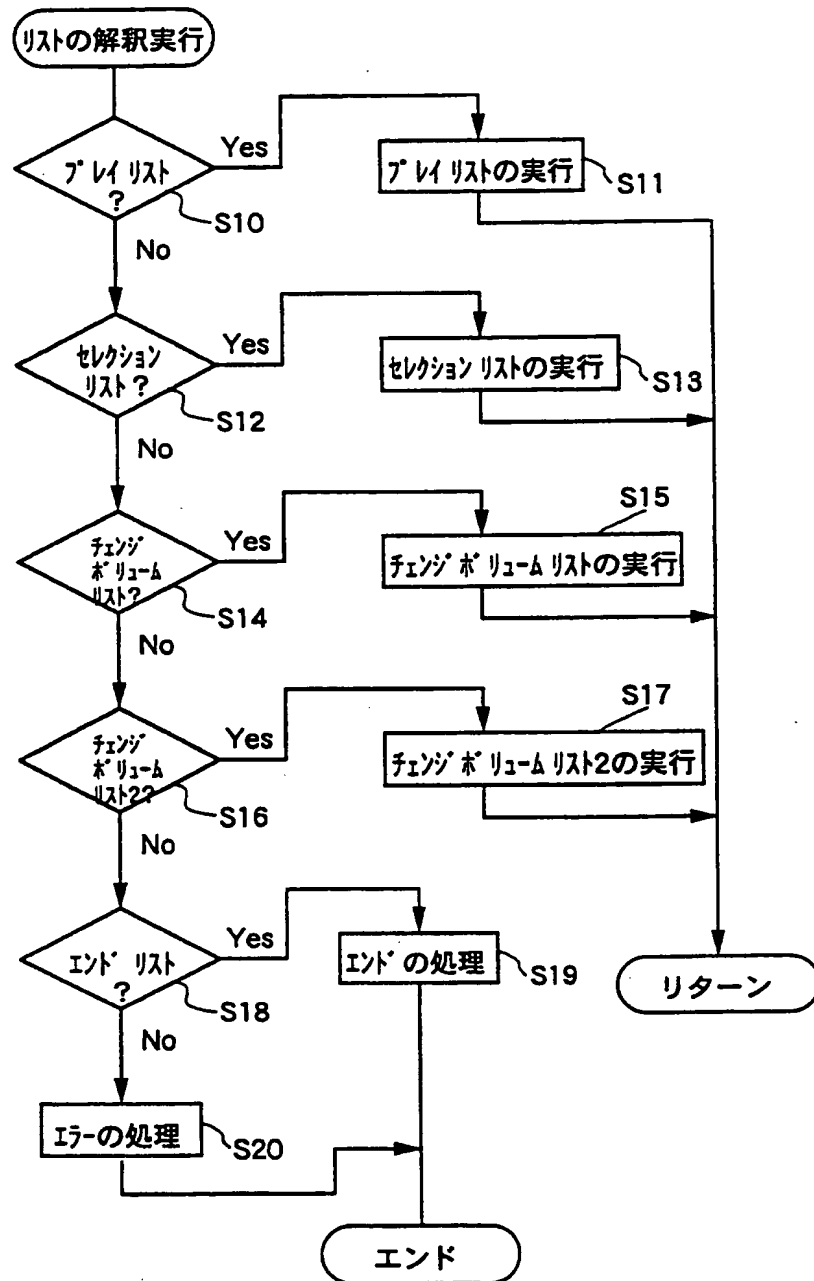 リストの解釈実行
Yes
プレイ リスト
?
S10
プレイ リストの実行
S11
No
Yes
セレクション
リスト?
S12
セレクション リストの実行
S13
No
Yes
チェンジ
ボリューム
リスト?
S14
S15
チェンジ ボリューム リストの実行
No
Yes
チェンジ
ボリューム
リスト2?
S16
S17
チェンジ ボリューム リスト2の実行
No
Yes
エンド リスト
?
S18
エンドの処理
S19
リターン
No
エラーの処理
S20
エンド